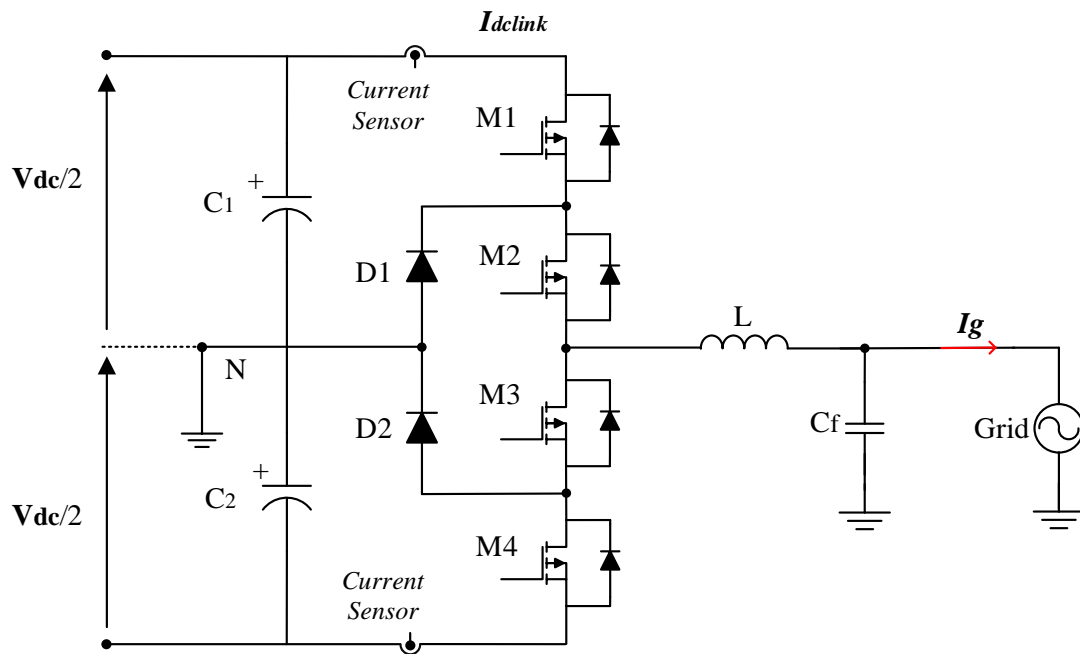 Idclink
Current
Sensor
M1
Vdc/2
+
C1
M2
D1
L
Ig
N
M3
D2
Cf
Grid
+
C2
Vdc/2
M4
Current
Sensor